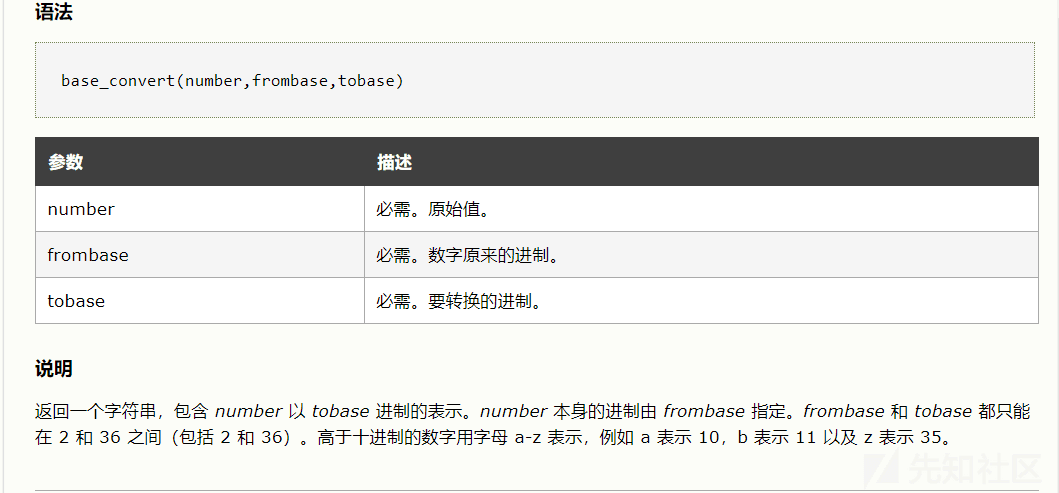 语法
base_convert(number,frombase,tobase)
参数 描述
number 必需。原始值。
frombase 必需。数字原来的进制。
tobase 必需。要转换的进制。
说明
返回一个字符串，包含 number 以 tobase 进制的表示。number 本身的进制由 frombase 指定。frombase 和 tobase 都只能
在 2 和 36 之间（包括 2 和 36）。高于十进制的数字用字母 a-z 表示，例如 a 表示 10，b 表示 11 以及 z 表示 35。
先知社区